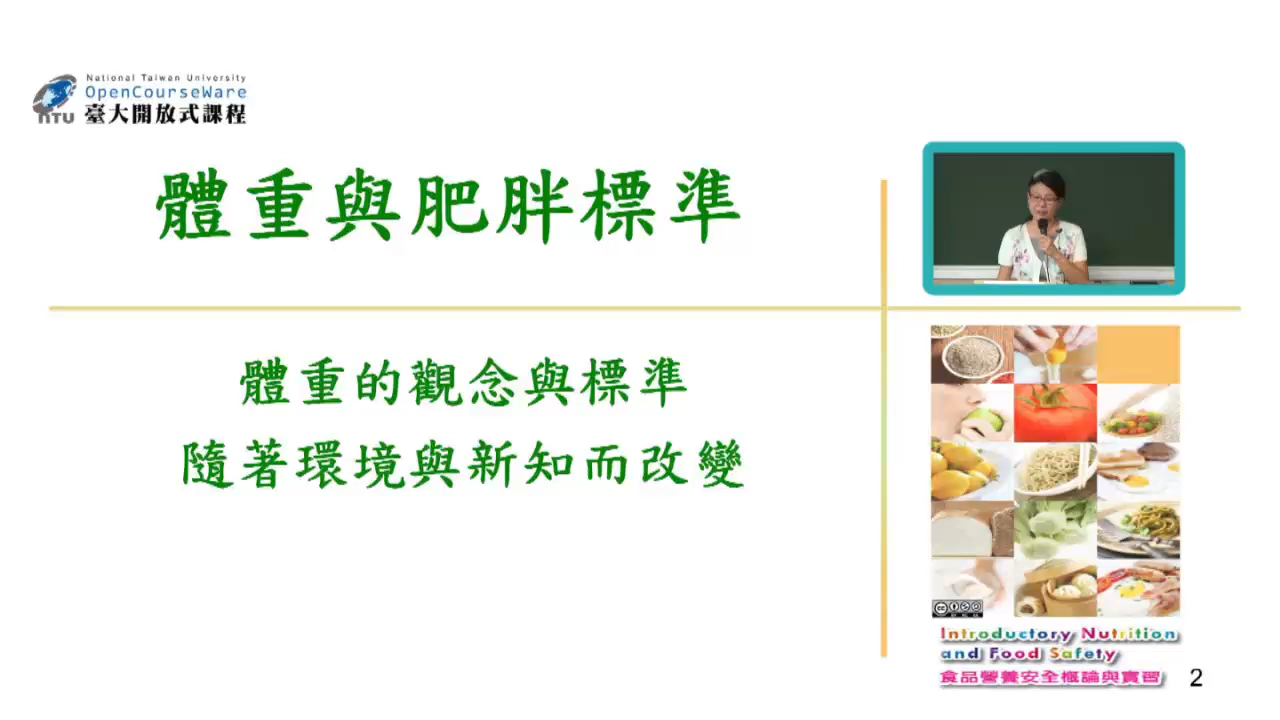 National Taiwan University
OpenCourseWare
NTU
臺大開放式課程
體重與肥胖標準
體重的觀念與標準
隨著環境與新知而改變
Introductory Nutrition
and Food Safety
食品營養安全概論與實習
2